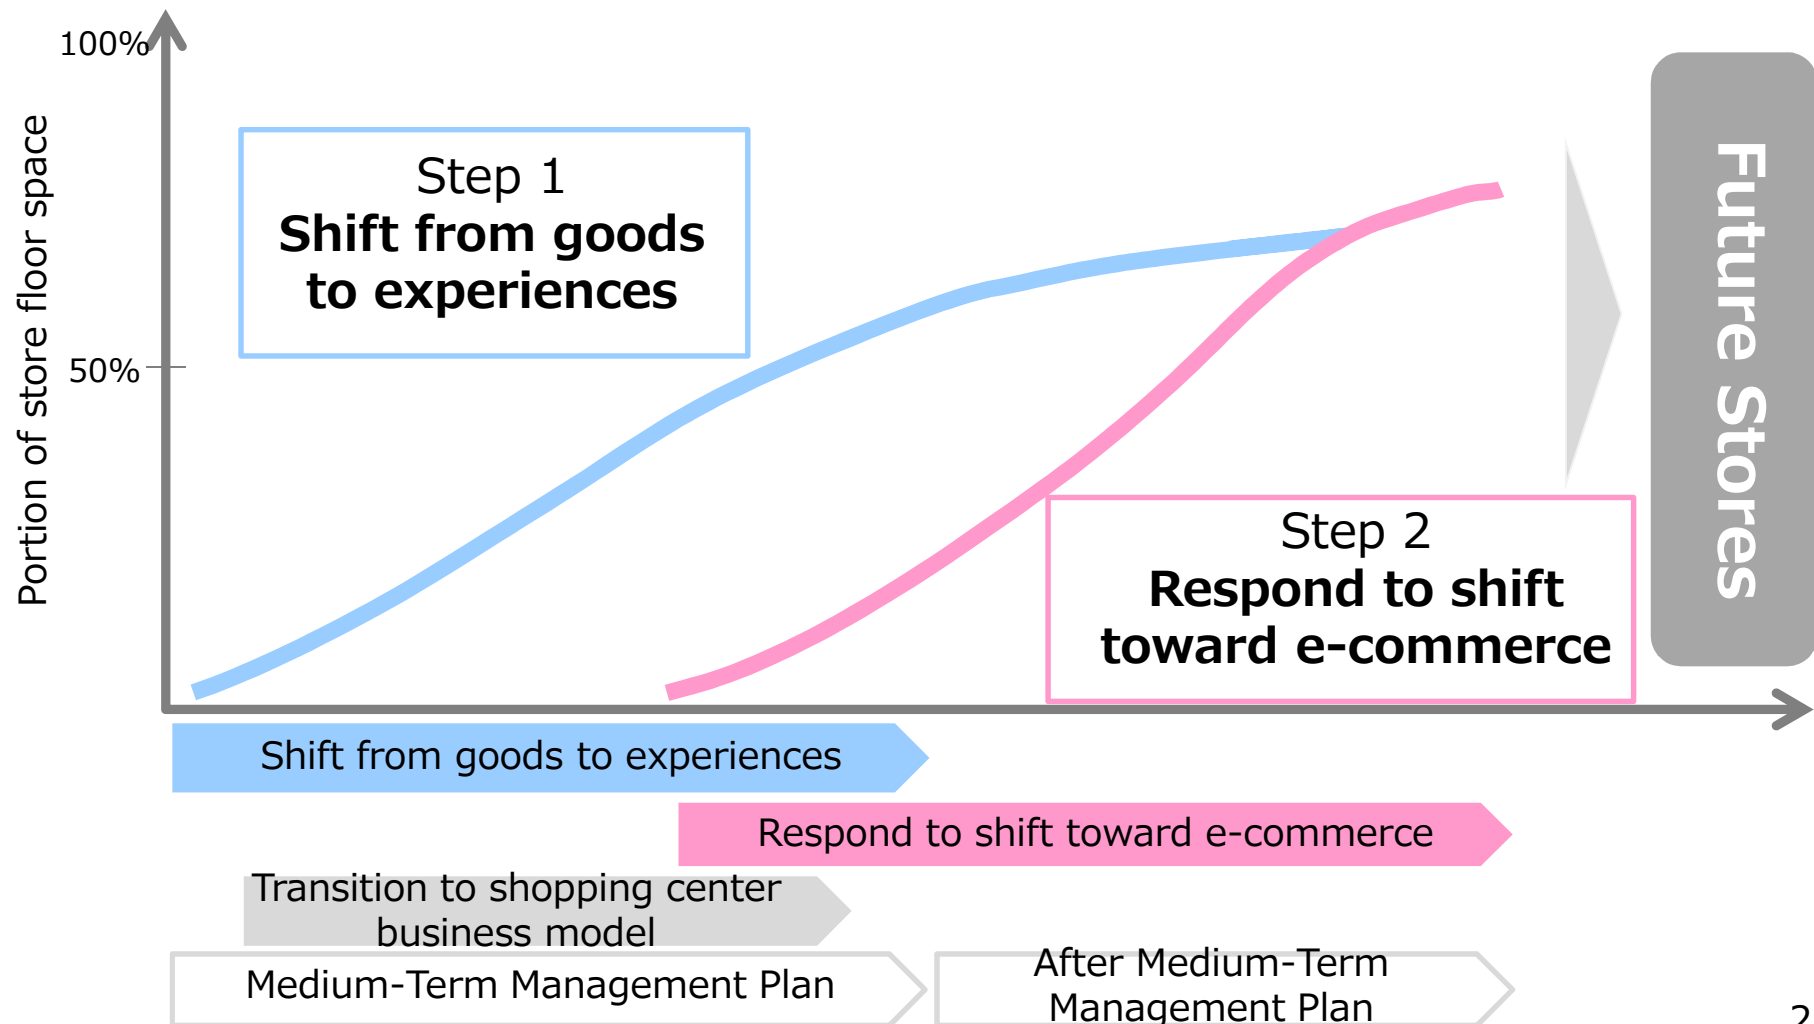 100%
50%
Portion of store floor space
Step 1
Shift from goods
to experiences
Step 2
Respond to shift
toward e-commerce
Future Stores
Shift from goods to experiences
Respond to shift toward e-commerce
Transition to shopping center
business model
Medium-Term Management Plan
After Medium-Term
Management Plan
2